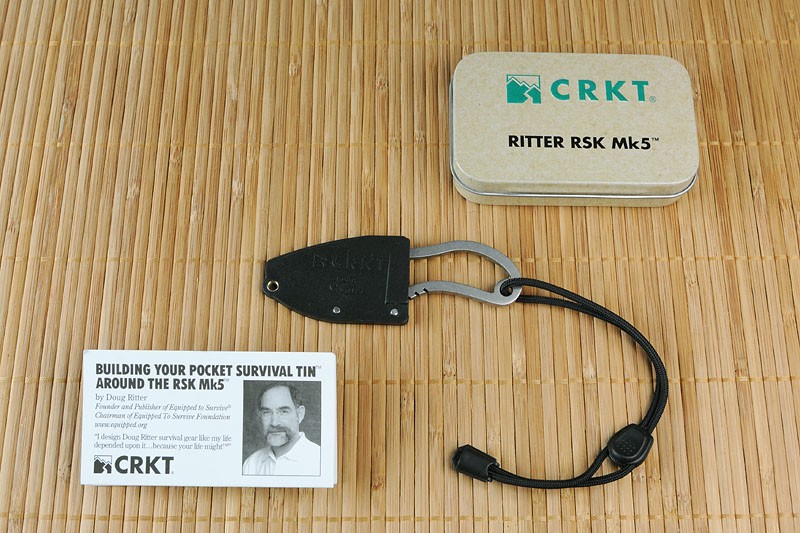 CRKT®
RITTER RSK Mk5™
CRKT
BUILDING YOUR POCKET SURVIVAL TIN™
AROUND THE RSK Mk5™
by Doug Ritter
Founder and Publisher of Equipped to Survive®
Chairman of Equipped To Survive Foundation
www.equipped.org
"I design Doug Ritter survival gear like my life
depended upon it...because your life might"™
CRKT